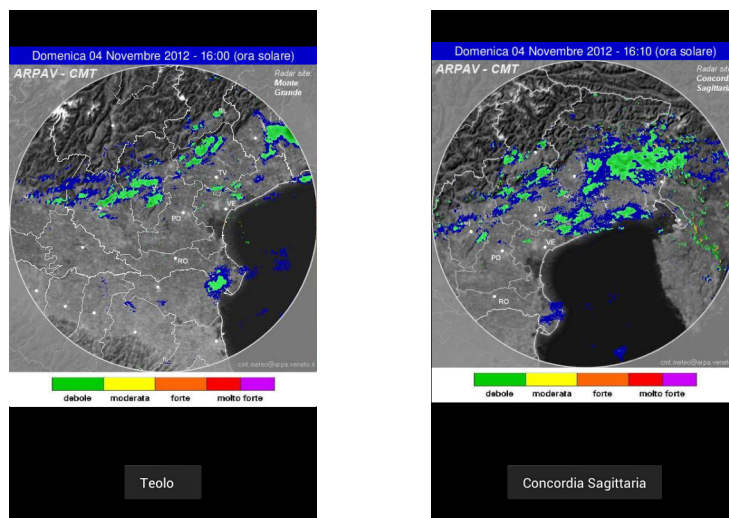 Domenica 04 Novembre 2012 - 16:00 (ora solare)
ARPAV - CMT
Radar site:
Monte
Grande
TV
PD
VE
RO
cmt.meteo@arpa.veneto.it
debole moderata forte molto forte
Teolo
Domenica 04 Novembre 2012 - 16:10 (ora solare)
ARPAV - CMT
Radar site
Concord
Sagittaria
TV
VE
PD
RO
cmt.meteo@arpa.veneto
debole moderata forte molto forte
Concordia Sagittaria